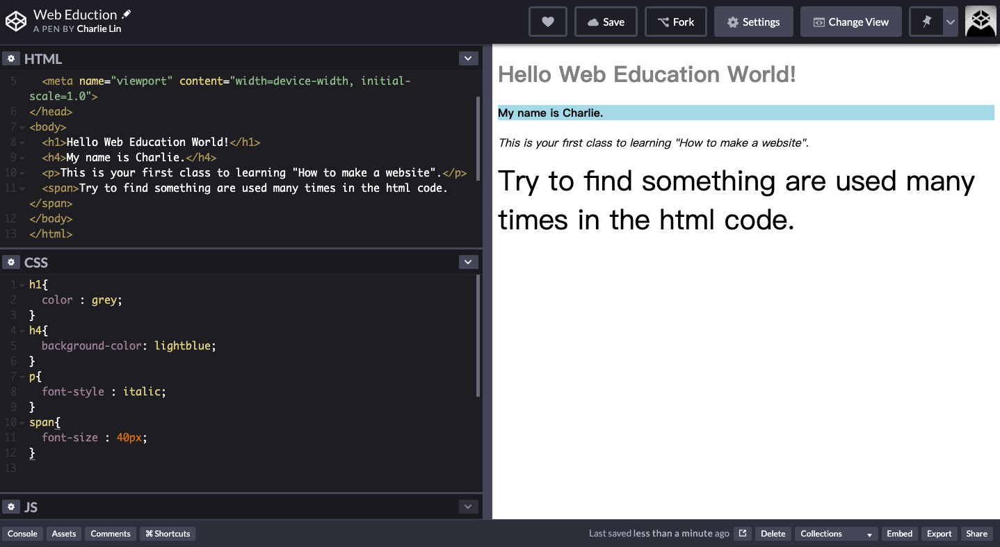 Web Eduction
A PEN BY Charlie Lin
Save
Fork
Settings
Change View
HTML
5 <meta name="viewport" content="width=device-width, initial-
scale=1.0">
6 </head>
7 <body>
8 <h1>Hello Web Education World!</h1>
9 <h4>My name is Charlie.</h4>
10 <p>This is your first class to learning "How to make a website".</p>
11 <span>Try to find something are used many times in the html code.
</span>
12 </body>
13 </html>
CSS
1 h1{
2 color : grey;
3 }
4 h4{
5 background-color: lightblue;
6 }
7 p{
8 font-style : italic;
9 }
10 span{
11 font-size : 40px;
12 }
13
JS
Hello Web Education World!
My name is Charlie.
This is your first class to learning "How to make a website".
Try to find something are used many
times in the html code.
Console
Assets
Comments
⌘ Shortcuts
Last saved less than a minute ago
Delete
Collections
Embed
Export
Share